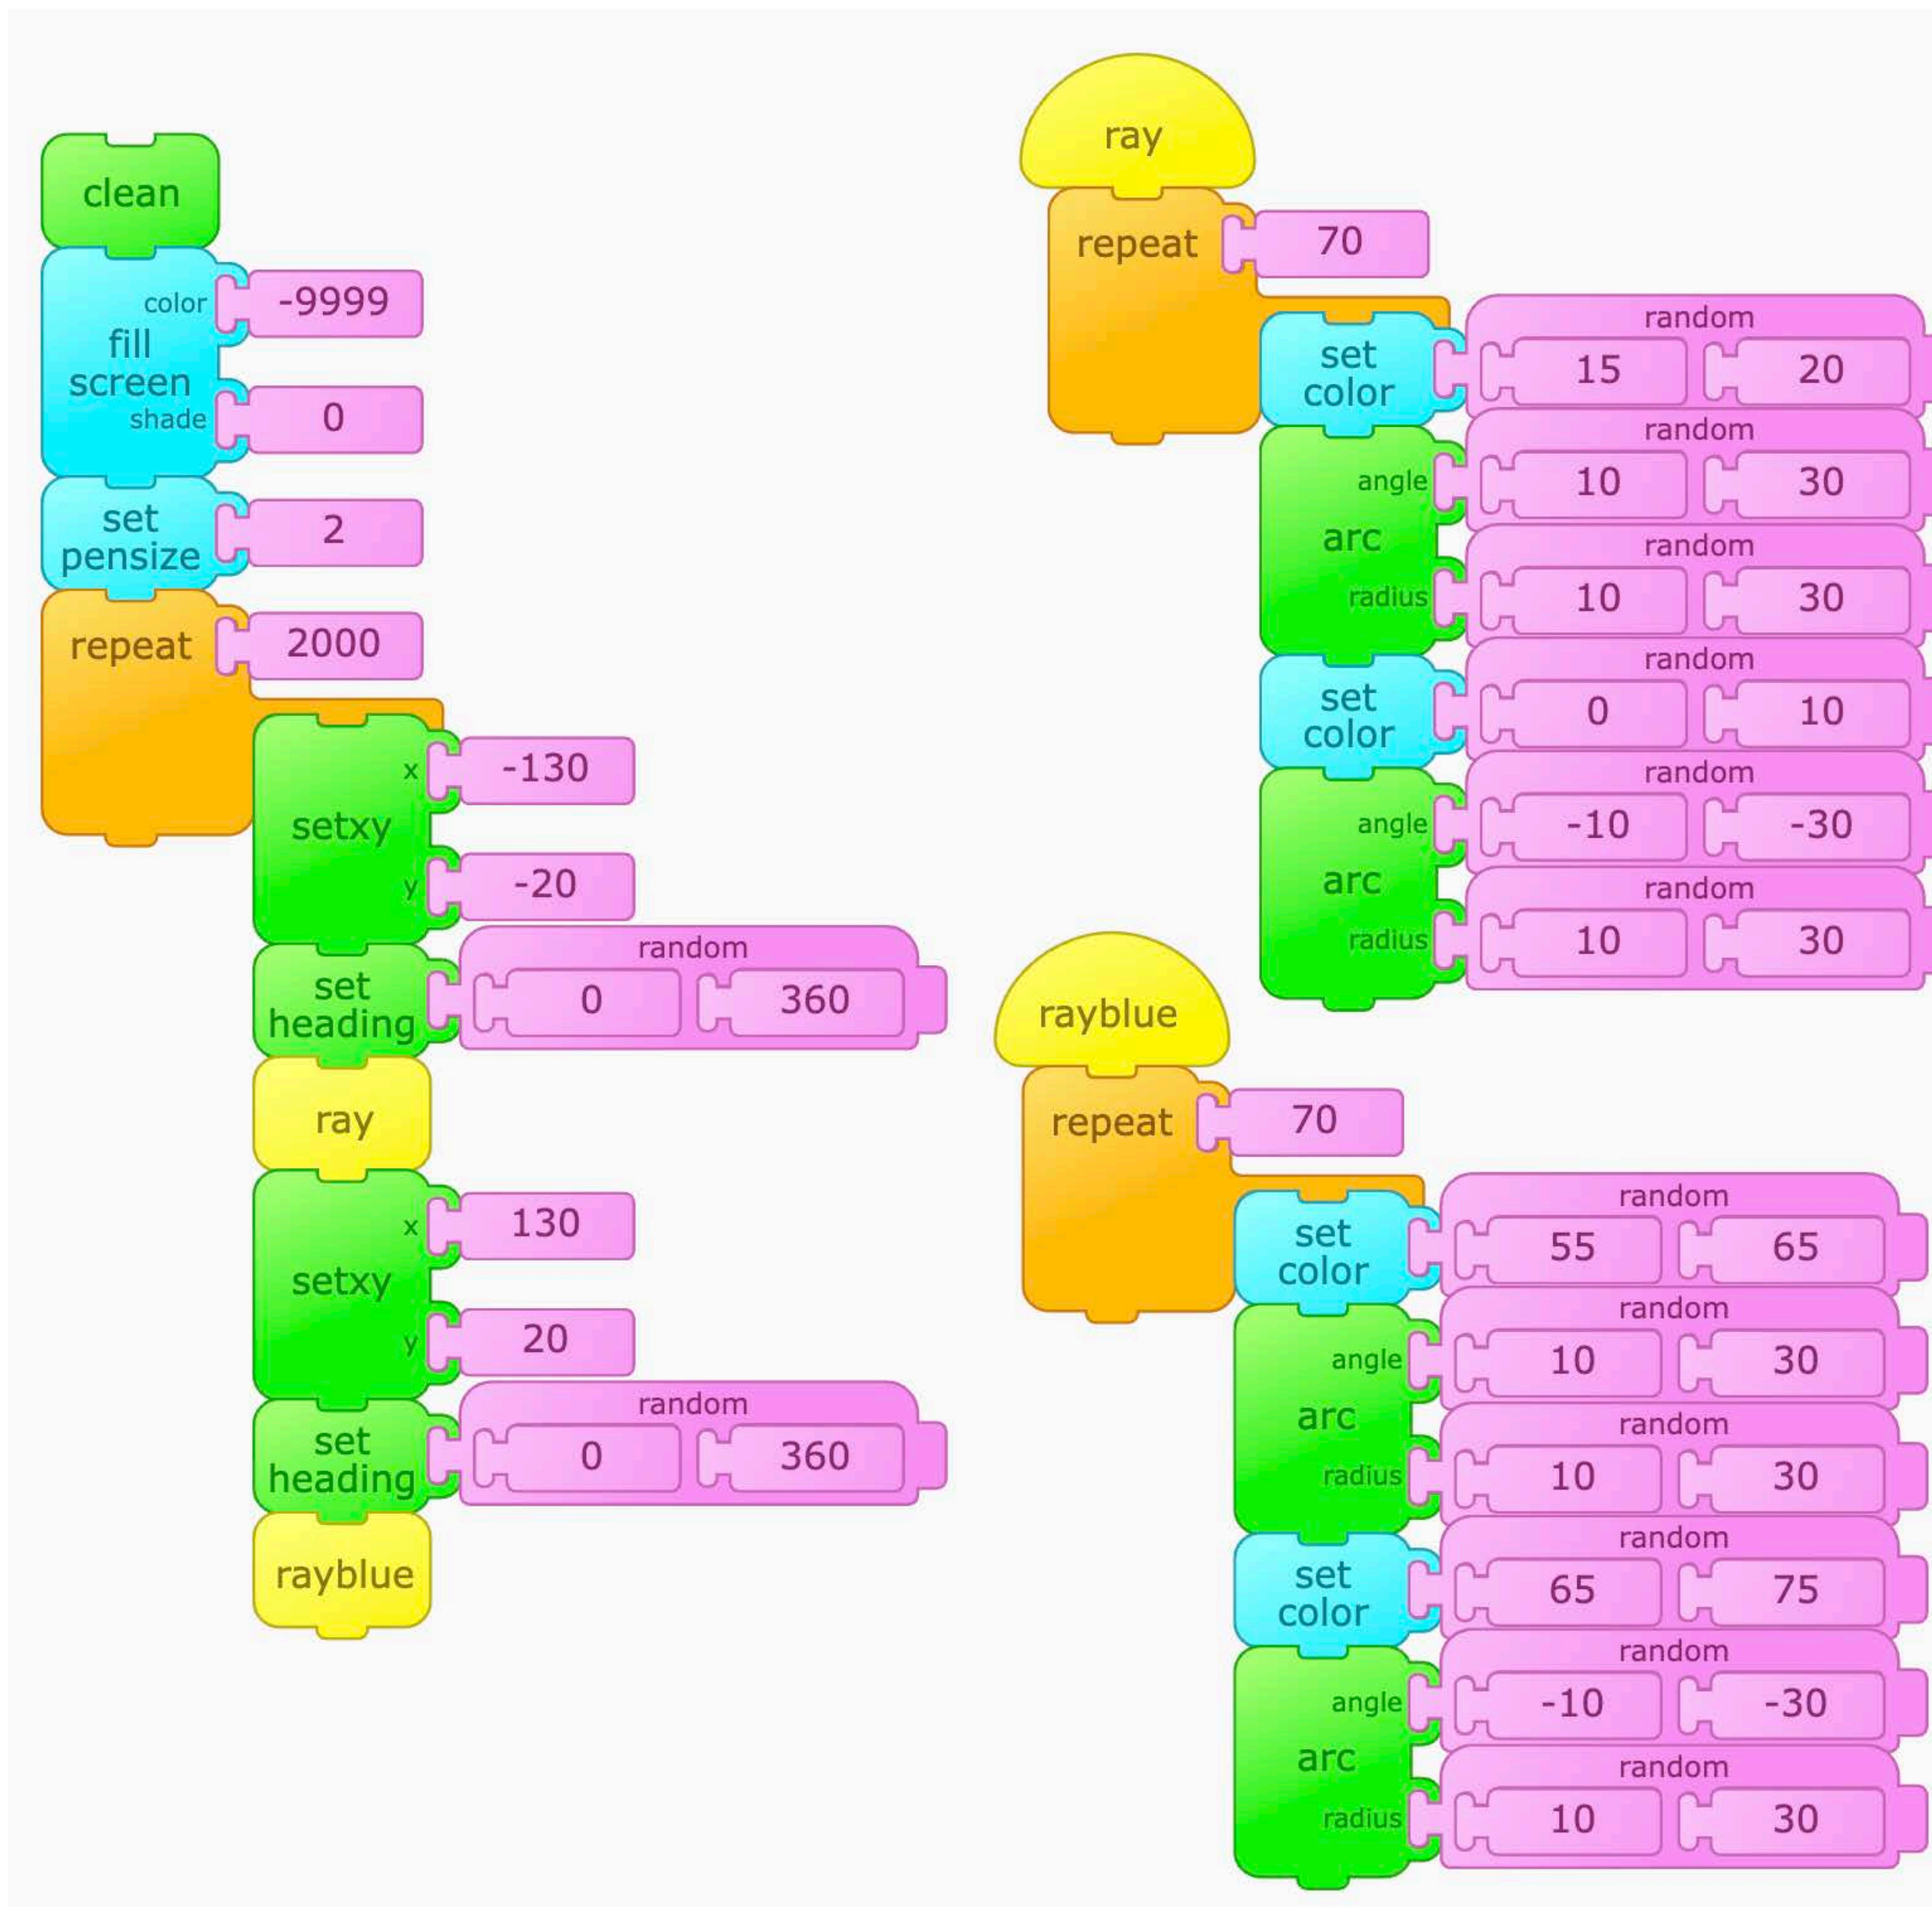 clean
color -9999
fill
screen
shade 0
set
pensize 2
repeat 2000
x -130
setxy
y -20
random
set
heading 0 360
ray
x 130
setxy
y 20
random
set
heading 0 360
rayblue
ray
repeat 70
random
set
color 15 20
random
angle 10 30
arc
random
radius 10 30
random
set
color 0 10
random
angle -10 -30
arc
random
radius 10 30
rayblue
repeat 70
random
set
color 55 65
random
angle 10 30
arc
random
radius 10 30
random
set
color 65 75
random
angle -10 -30
arc
random
radius 10 30